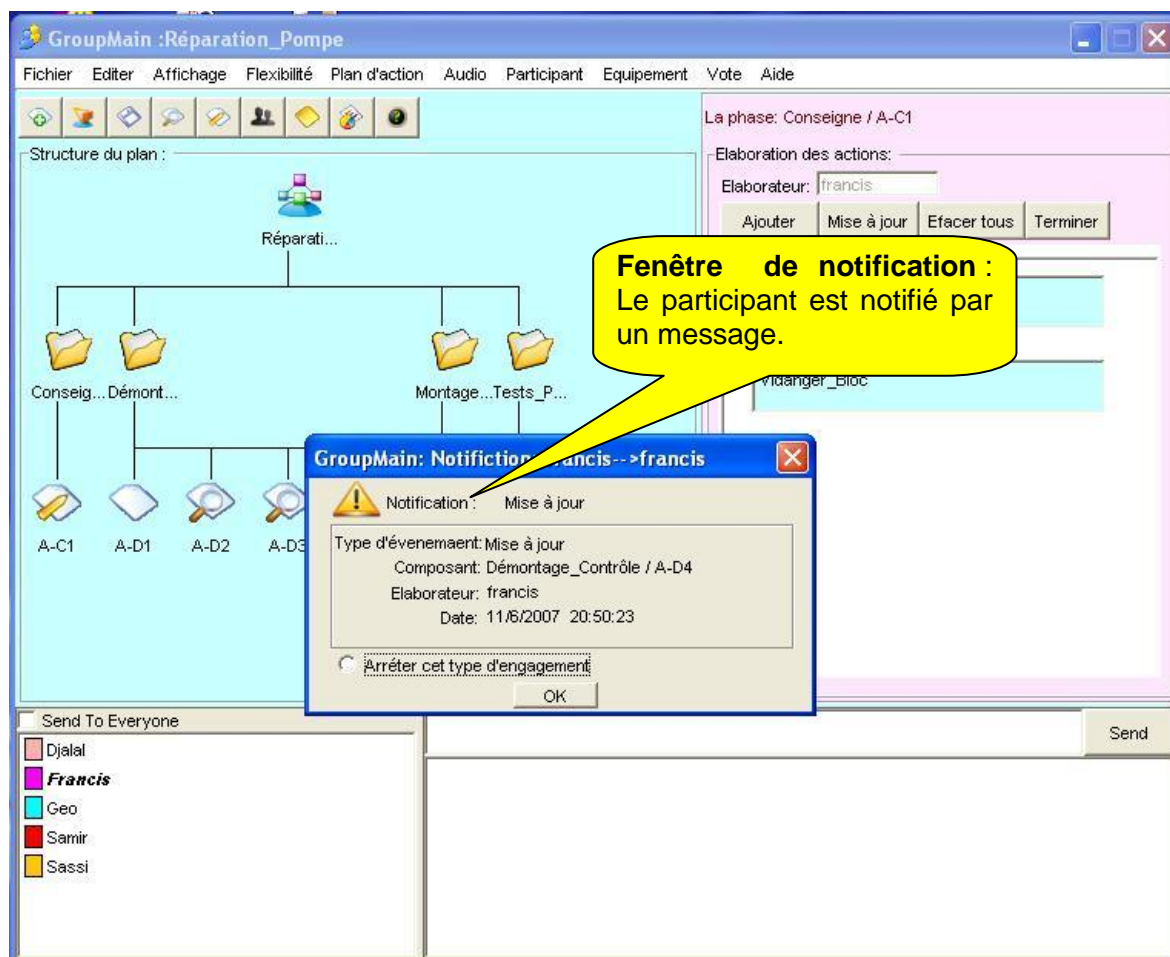 GroupMain :Réparation_Pompe
Fichier Editer Affichage Flexibilité Plan d'action Audio Participant Equipement Vote Aide
La phase: Conseigne / A-C1
Structure du plan :
Elaboration des actions:
Elaborateur: francis
Ajouter Mise à jour Efacer tous Terminer
Réparati...
Fenêtre de notification :
Le participant est notifié par
un message.
Vidanger_Bloc
Conseig... Démont... Montage... Tests_P...
GroupMain: Notifiction: francis-->francis
Notification : Mise à jour
A-C1 A-D1 A-D2 A-D3
Type d'évenemaent: Mise à jour
Composant: Démontage_Contrôle / A-D4
Elaborateur: francis
Date: 11/6/2007 20:50:23
Arréter cet type d'engagement
OK
Send To Everyone
Send
Djalal
Francis
Geo
Samir
Sassi